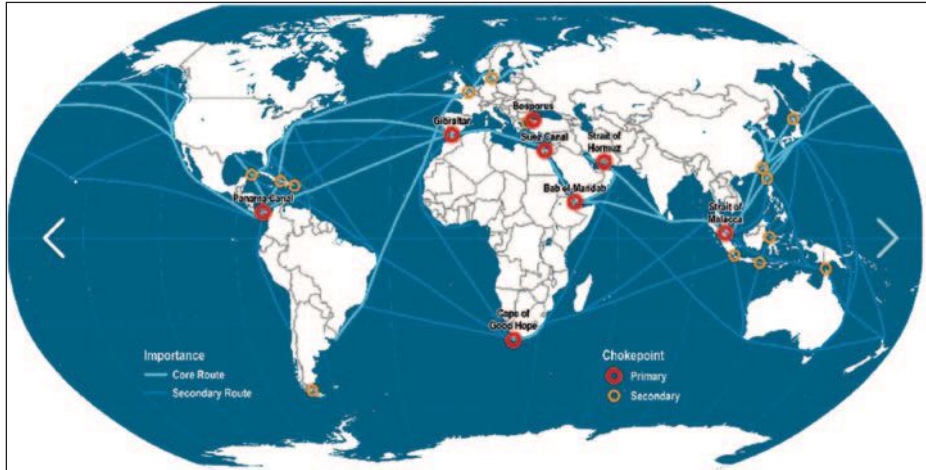 Bosporus
Gibraltar
Suez Canal
Strait of
Hormuz
Bab el-Mandab
Panama Canal
Strait of
Malacca
Cape of
Good Hope
Importance
Core Route
Secondary Route
Chokepoint
Primary
Secondary